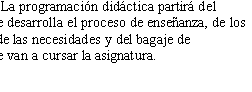 La programación didáctica partirá del
desarrolla el proceso de enseñanza, de los
de las necesidades y del bagaje de
van a cursar la asignatura.